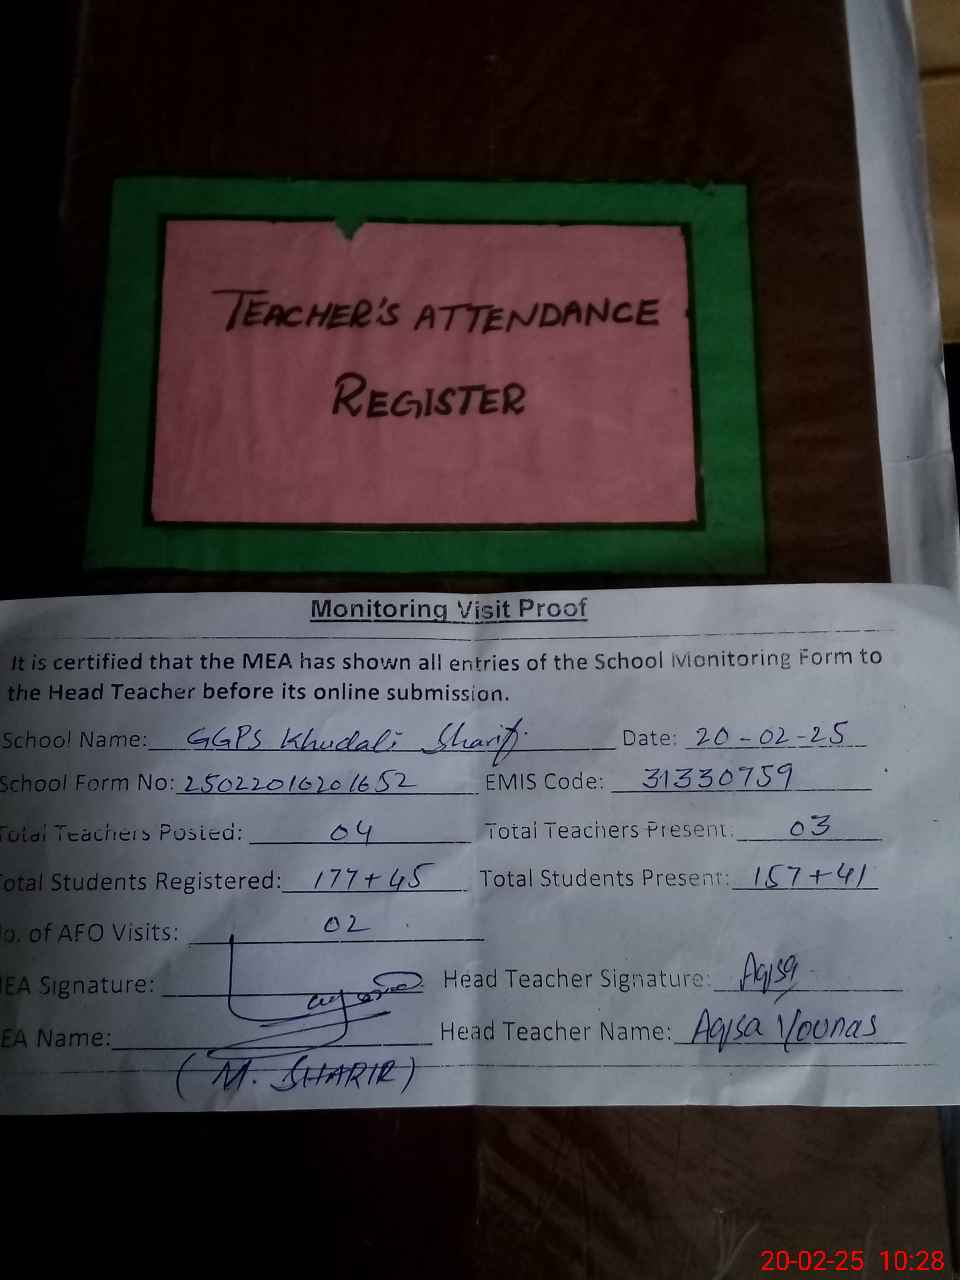 TEACHER'S ATTENDANCE
REGISTER
Monitoring Visit Proof
It is certified that the MEA has shown all entries of the School Monitoring Form to
the Head Teacher before its online submission.
School Name: GGPS Khudali Sharif Date: 20-02-25
School Form No: 25022016201652 EMIS Code: 31330759
Total Teachers Posted: 04 Total Teachers Present: 03
Total Students Registered: 177+45 Total Students Present: 157+41
No. of AFO Visits: 02
MEA Signature: Head Teacher Signature: Aqsa
EA Name: Head Teacher Name: Aqsa Younas
(M. SHARIR)
20-02-25 10:28